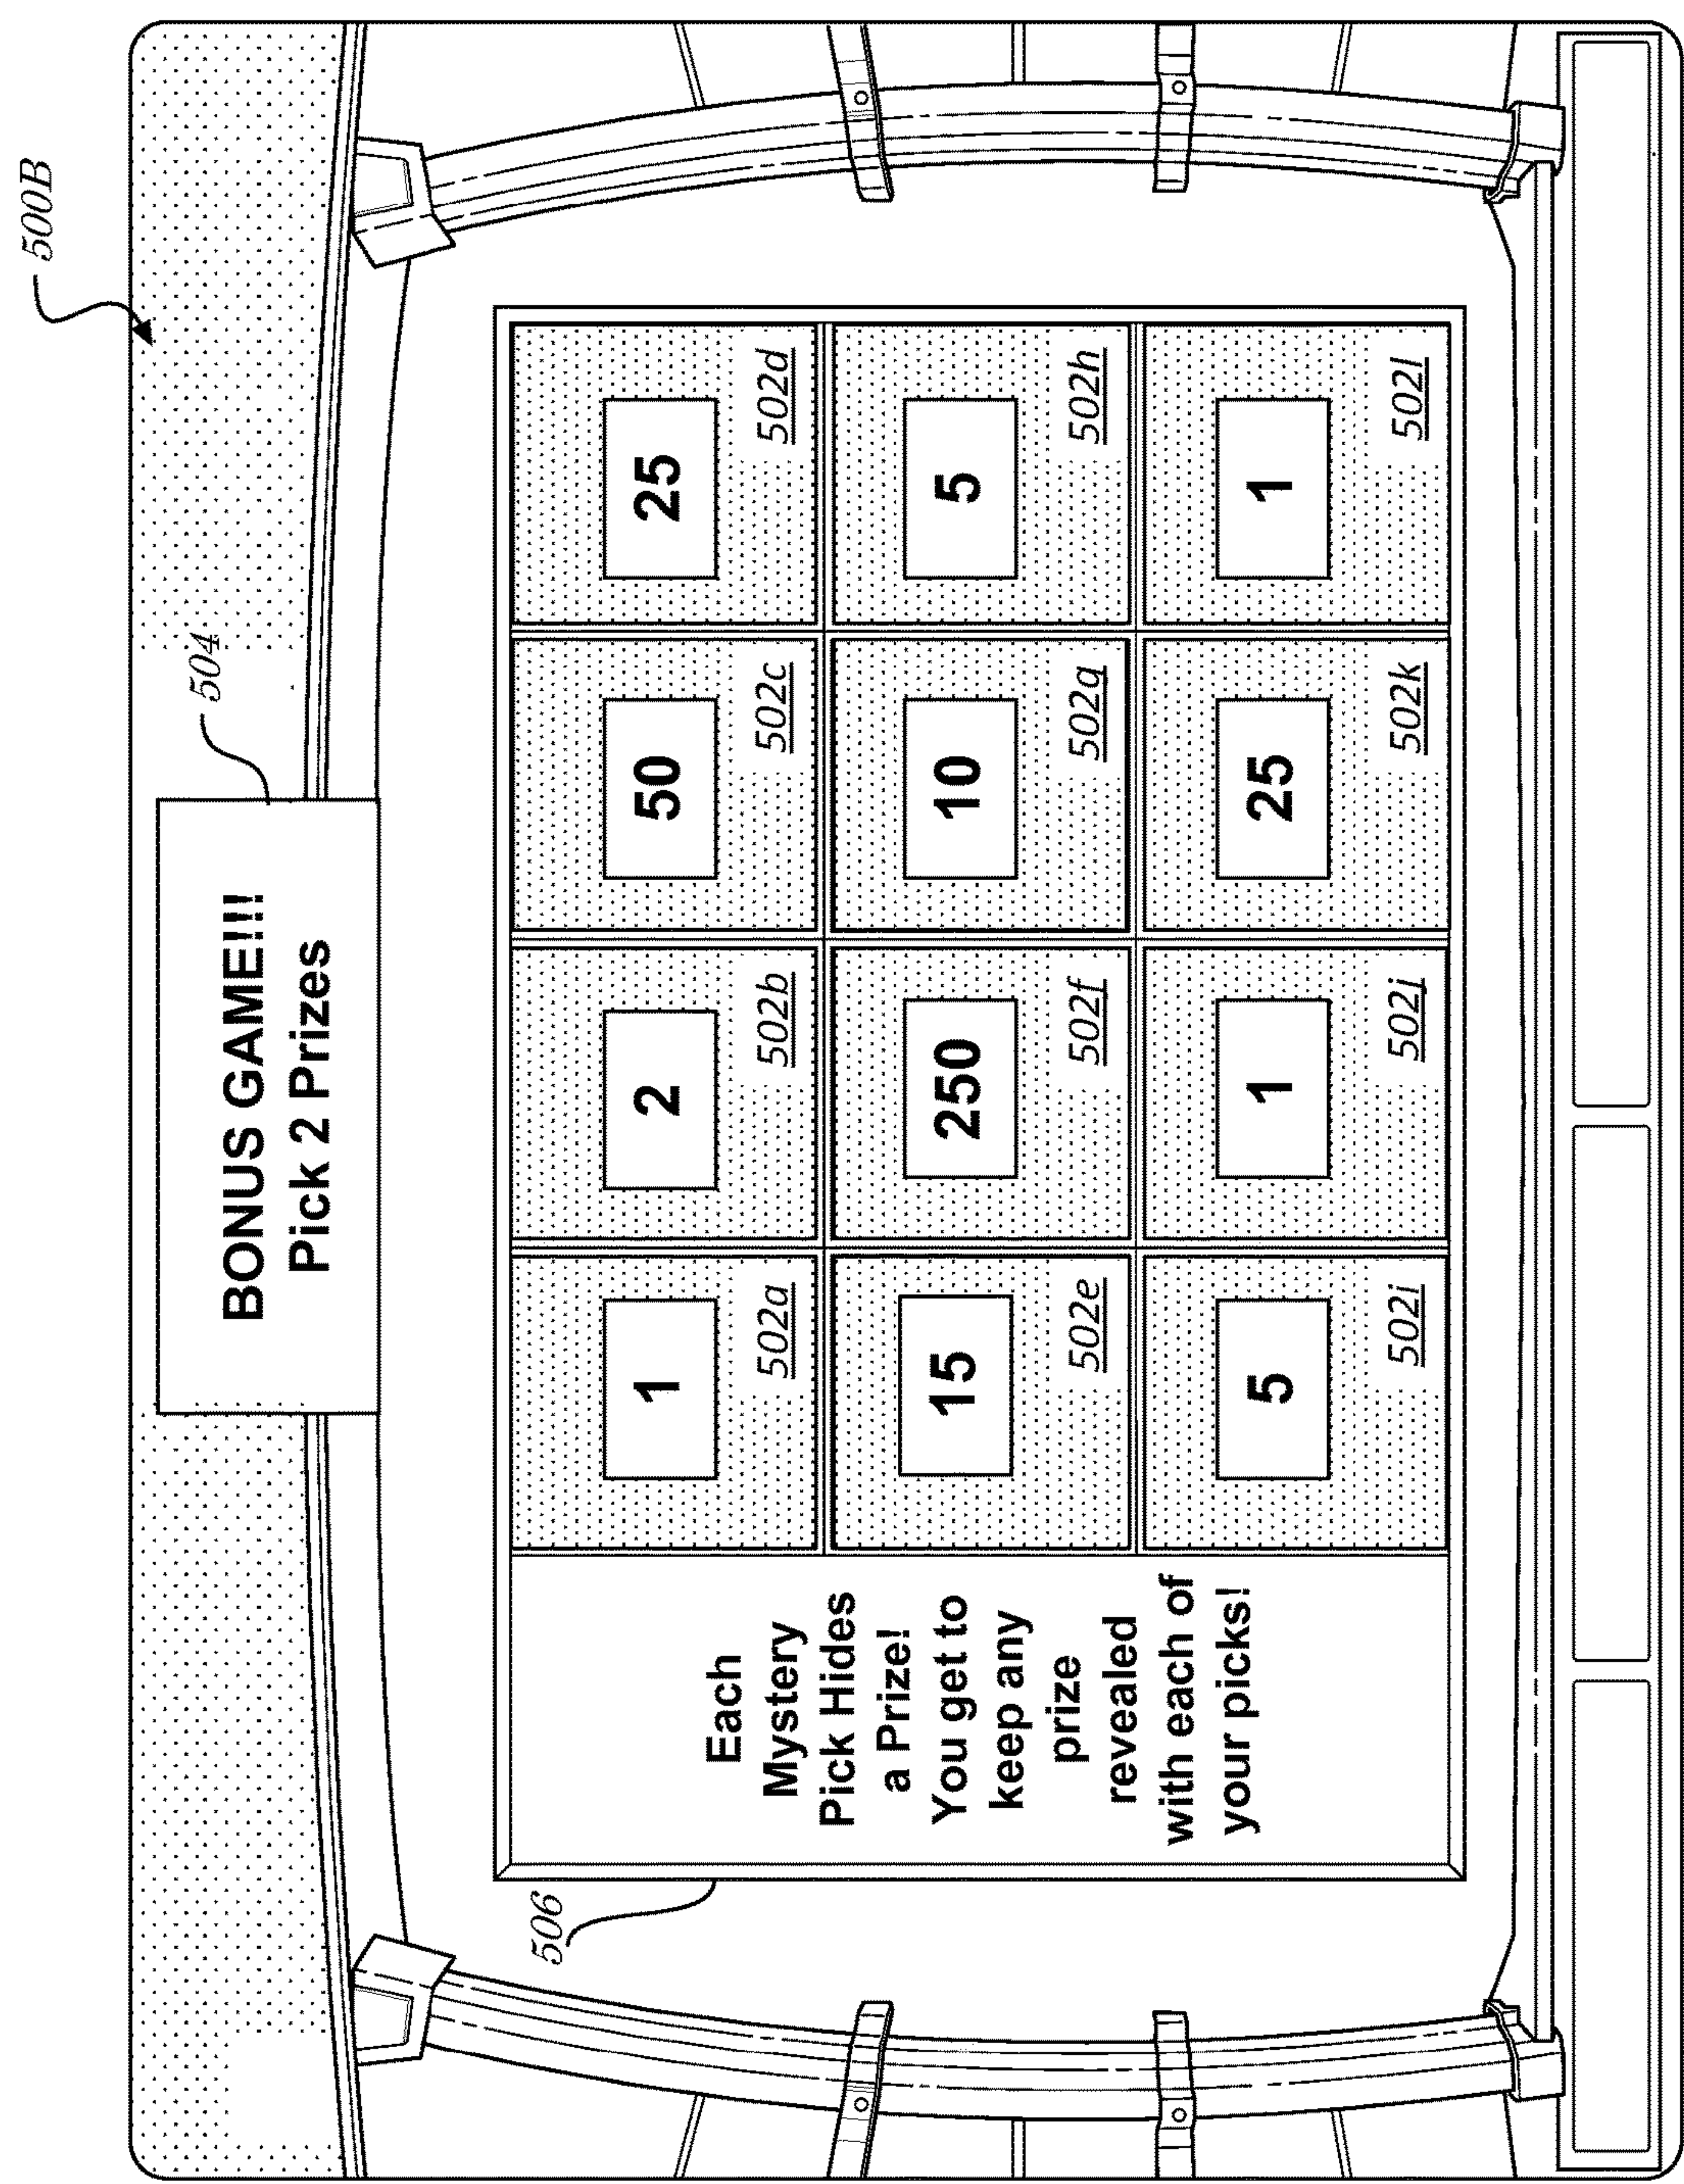 500B
504
BONUS GAME!!!!
Pick 2 Prizes
506
Each
Mystery
Pick Hides
a Prize!
You get to
keep any
prize
revealed
with each of
your picks!
1
502a
2
502b
50
502c
25
502d
15
502e
250
502f
10
502g
5
502h
5
502i
1
502j
25
502k
1
502l